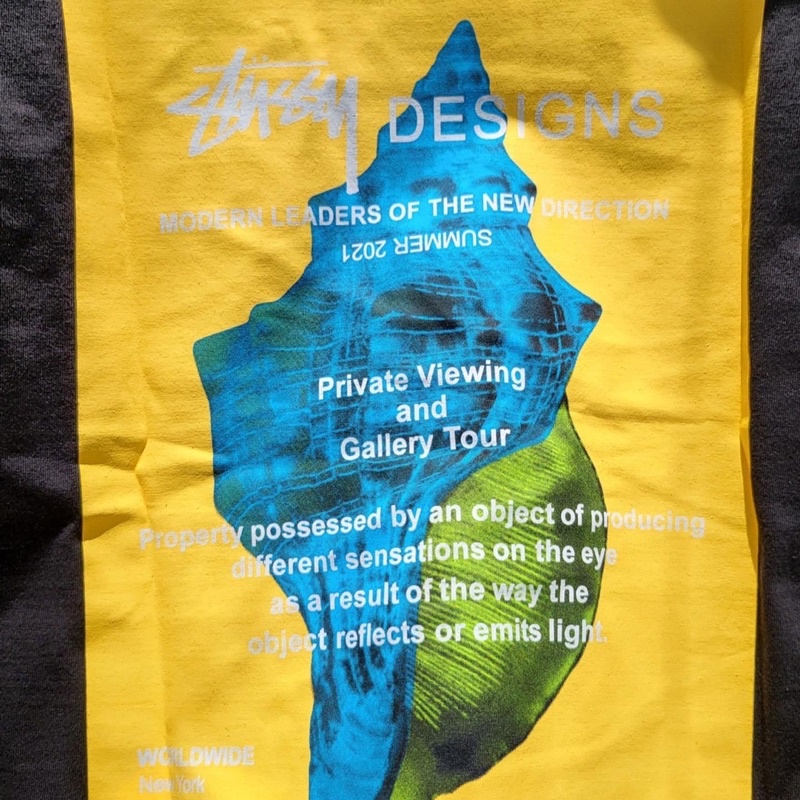 Stüssy DESIGNS
MODERN LEADERS OF THE NEW DIRECTION
SUMMER 2021
Private Viewing
and
Gallery Tour
Property possessed by an object of producing
different sensations on the eye
as a result of the way the
object reflects or emits light.
WORLDWIDE
New York